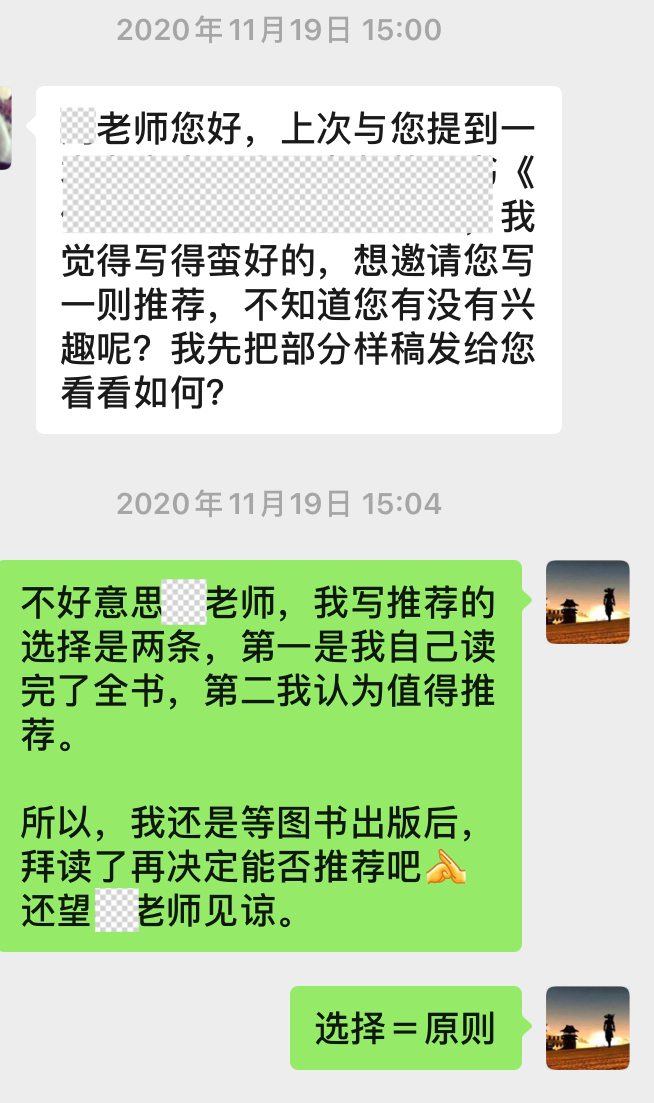 2020年11月19日 15:00
老师您好，上次与您提到一
《
，我
觉得写得蛮好的，想邀请您写
一则推荐，不知道您有没有兴
趣呢？我先把部分样稿发给您
看看如何？
2020年11月19日 15:04
不好意思老师，我写推荐的
选择是两条，第一是我自己读
完了全书，第二我认为值得推
荐。
所以，我还是等图书出版后，
拜读了再决定能否推荐吧
还望老师见谅。
选择＝原则